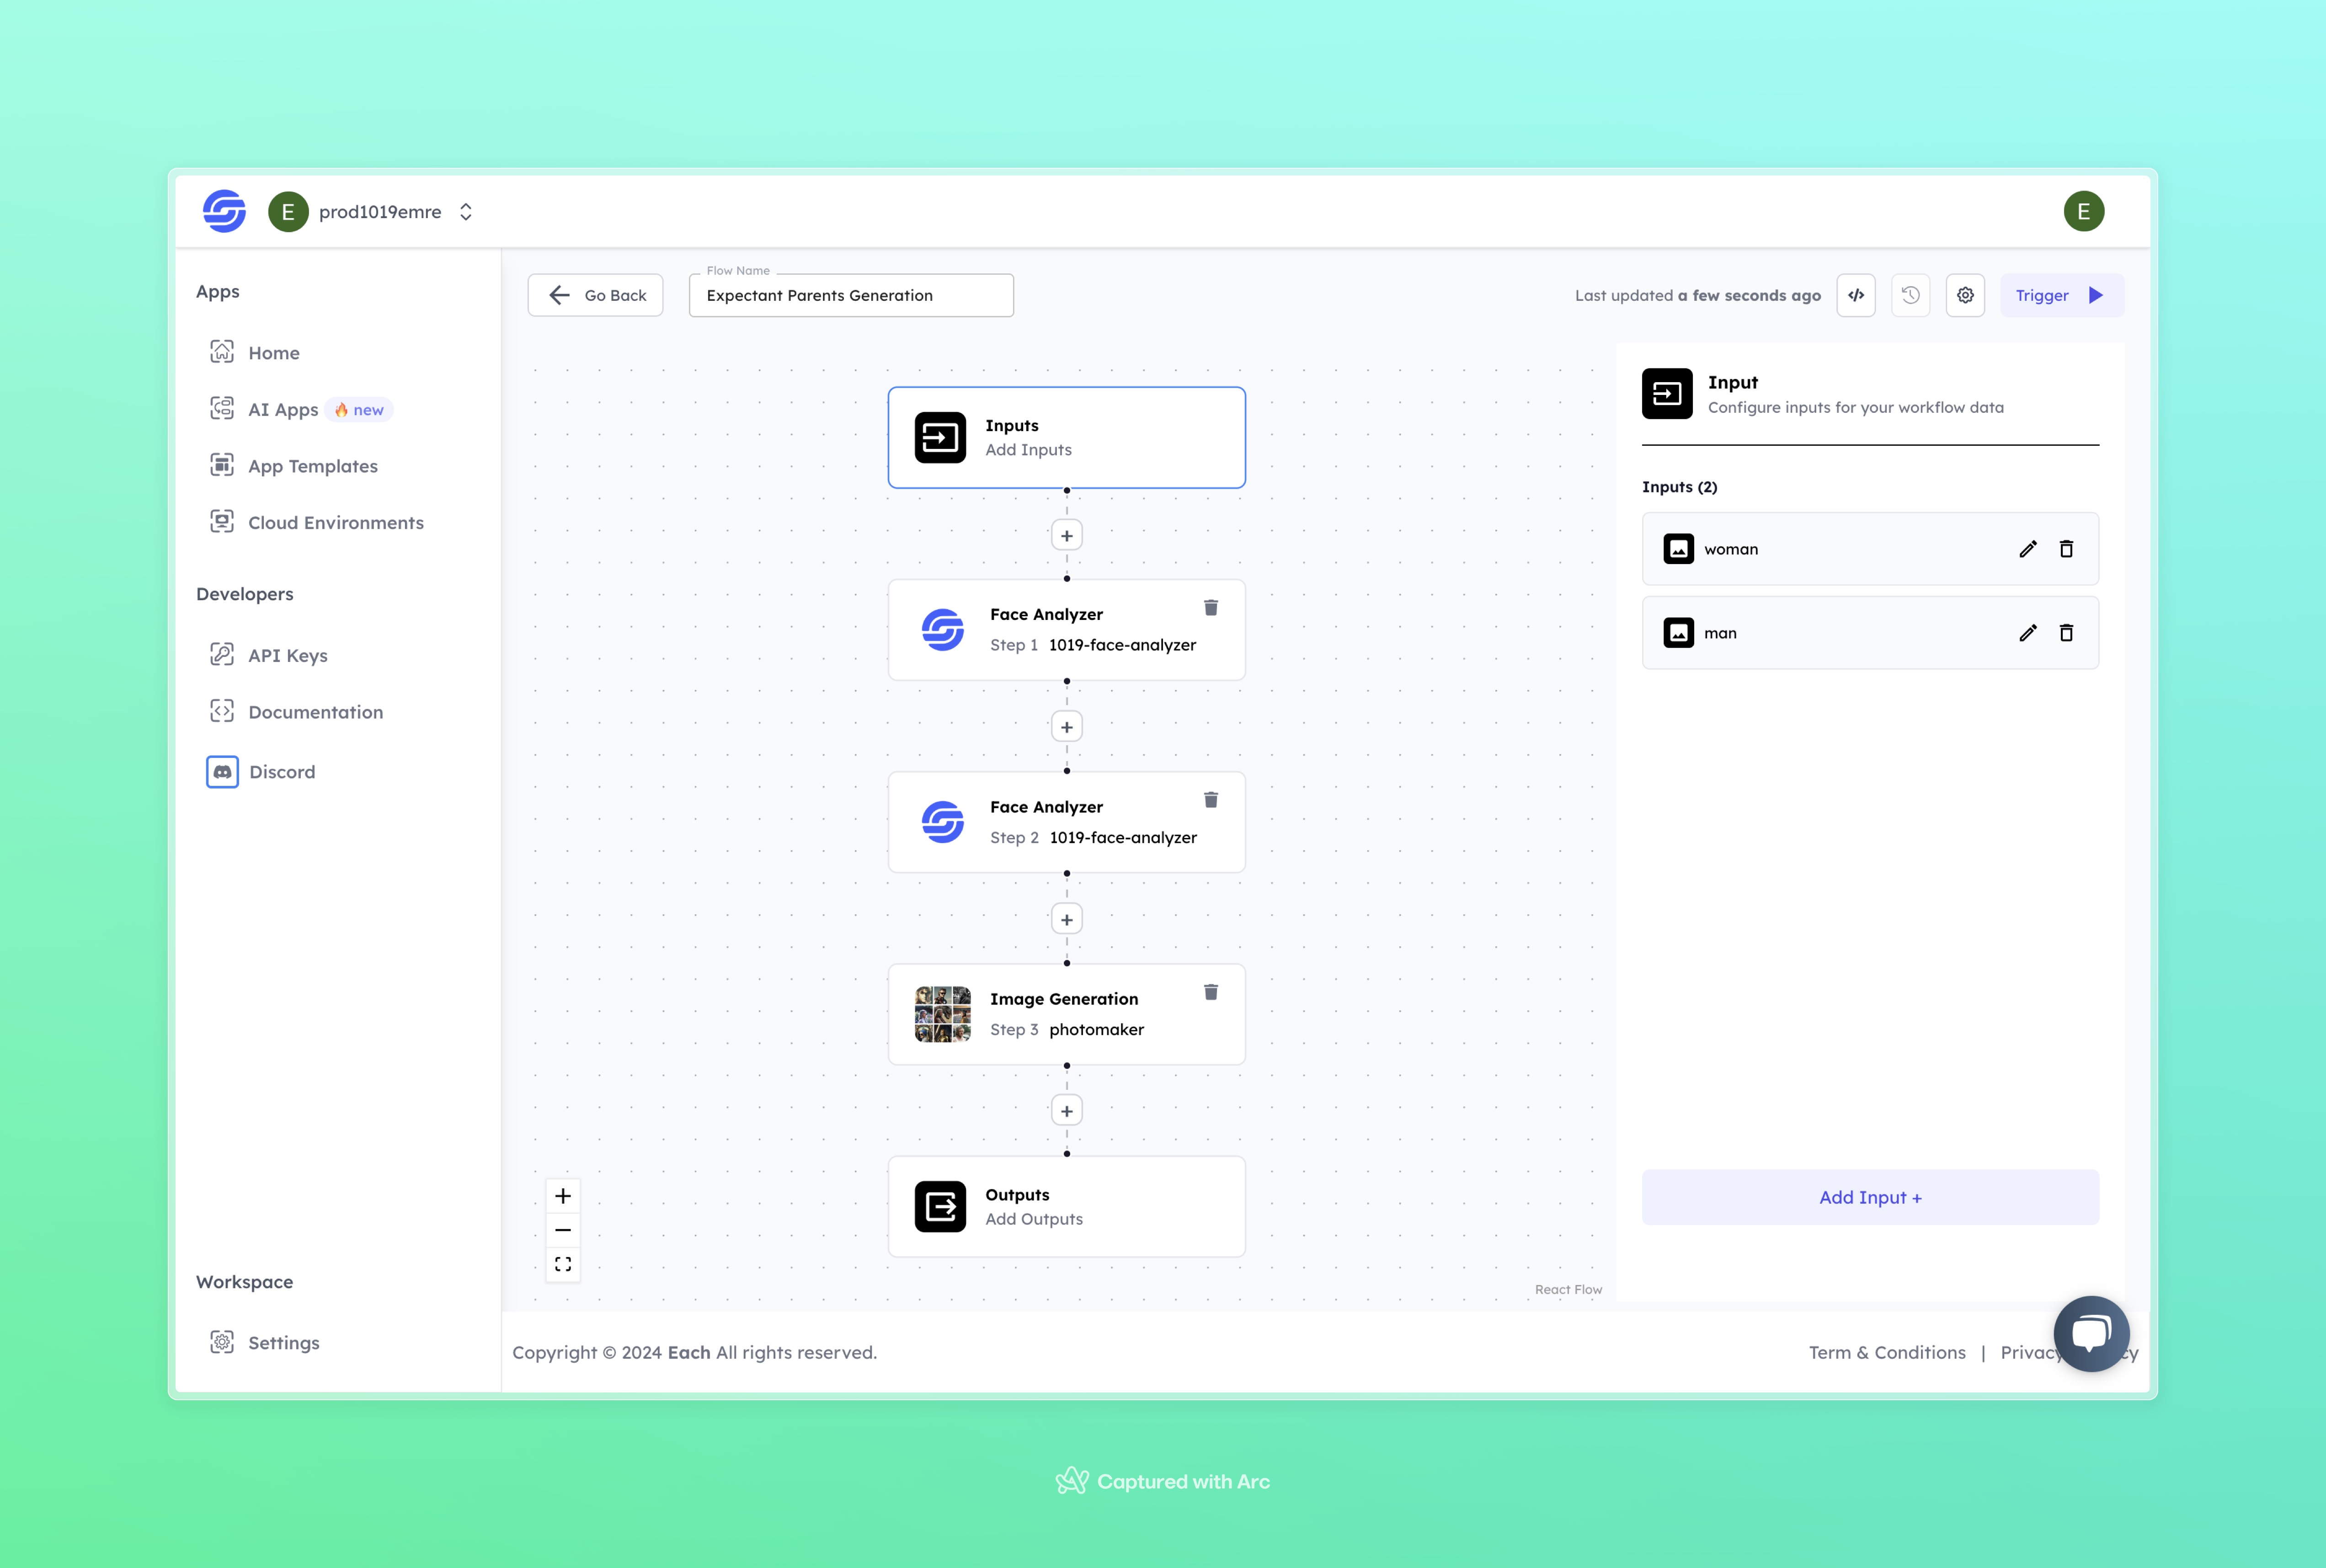 E prod1019emre
E
Apps
Home
AI Apps 🔥 new
App Templates
Cloud Environments
Developers
API Keys
Documentation
Discord
Workspace
Settings
Go Back
Flow Name
Expectant Parents Generation
Last updated a few seconds ago
Trigger
Inputs
Add Inputs
Face Analyzer
Step 1 1019-face-analyzer
Face Analyzer
Step 2 1019-face-analyzer
Image Generation
Step 3 photomaker
Outputs
Add Outputs
React Flow
Input
Configure inputs for your workflow data
Inputs (2)
woman
man
Add Input +
Copyright © 2024 Each All rights reserved.
Term & Conditions | Privacy
Captured with Arc